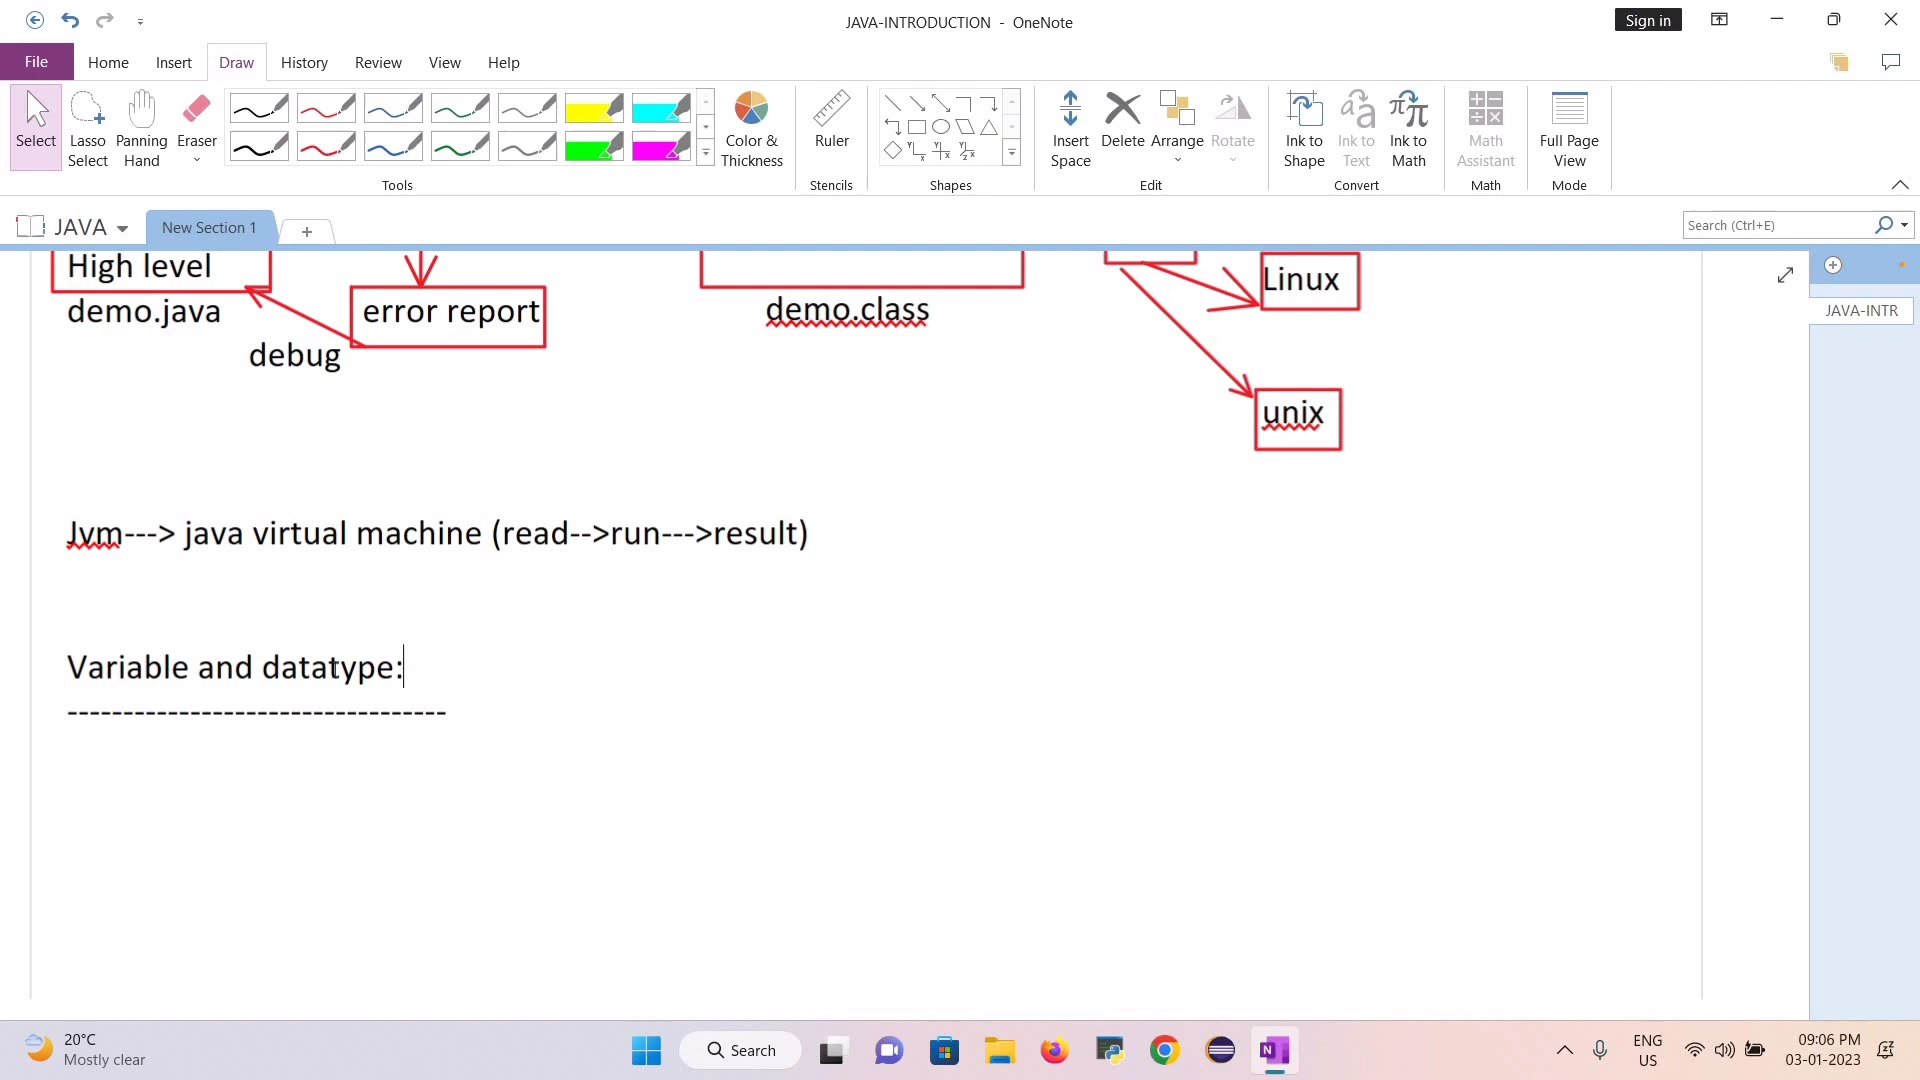 JAVA-INTRODUCTION - OneNote
Sign in
File Home Insert Draw History Review View Help
Select
Lasso Select
Panning Hand
Eraser
Color & Thickness
Ruler
Insert Space
Delete
Arrange
Rotate
Ink to Shape
Ink to Text
Ink to Math
Math Assistant
Full Page View
Tools Stencils Shapes Edit Convert Math Mode
JAVA New Section 1 +
Search (Ctrl+E)
JAVA-INTR
High level
demo.java
error report
debug
demo.class
Linux
unix
Jvm---> java virtual machine (read-->run--->result)
Variable and datatype:
----------------------------------
20°C
Mostly clear
Search
ENG
US
09:06 PM
03-01-2023